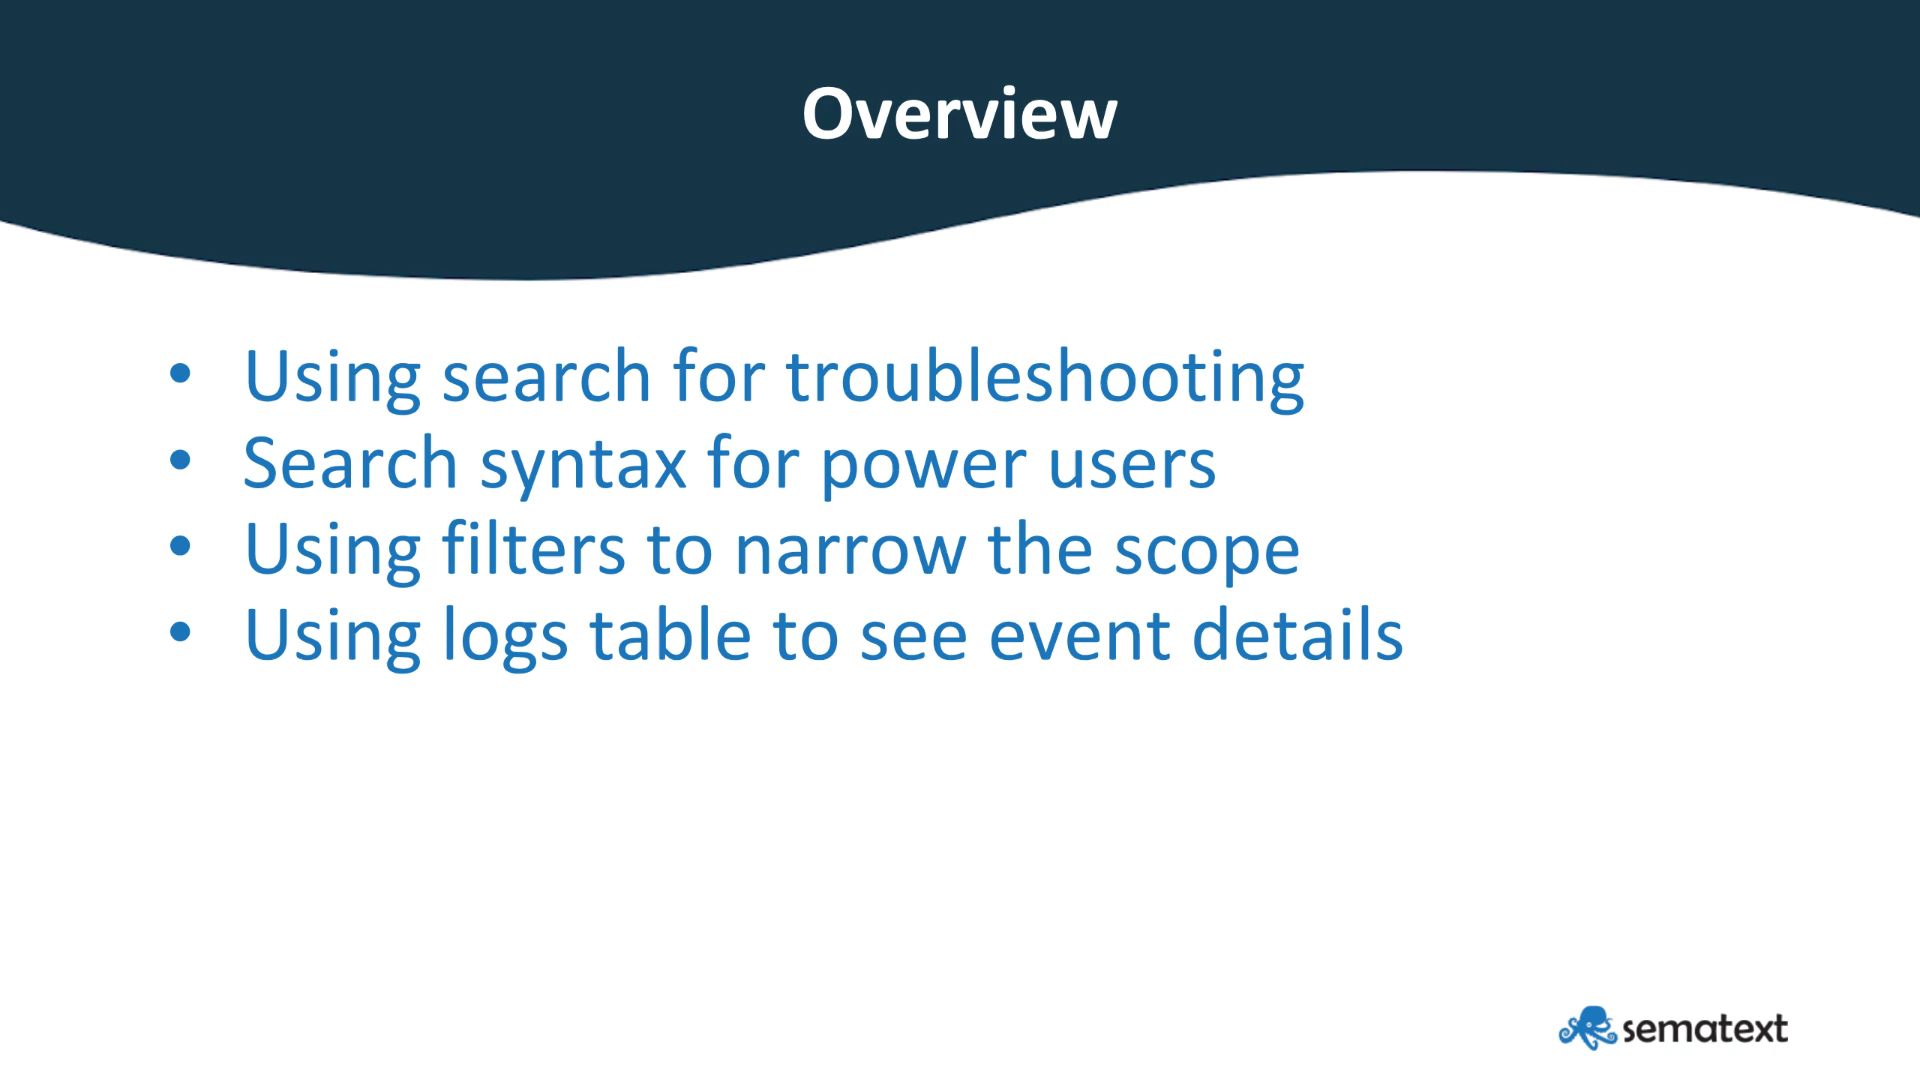 Overview
• Using search for troubleshooting
• Search syntax for power users
• Using filters to narrow the scope
• Using logs table to see event details
sematext